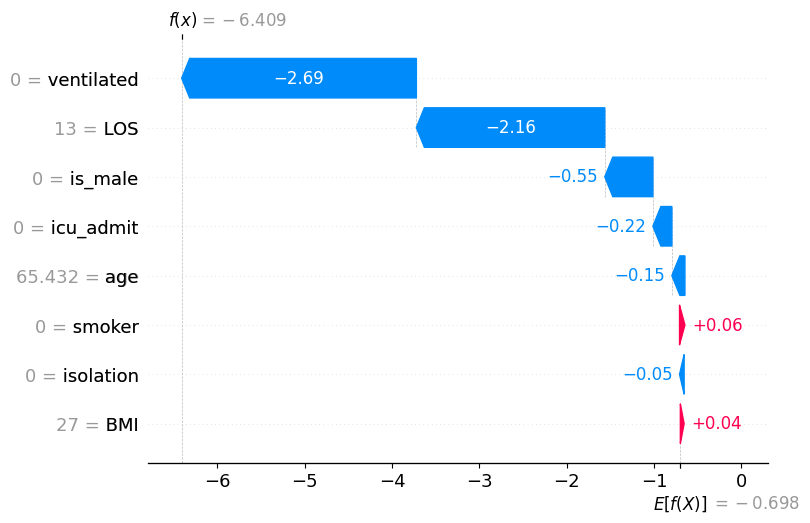 f(x) = −6.409
0 = ventilated −2.69
13 = LOS −2.16
0 = is_male −0.55
0 = icu_admit −0.22
65.432 = age −0.15
0 = smoker +0.06
0 = isolation −0.05
27 = BMI +0.04
−6 −5 −4 −3 −2 −1 0
E[f(X)] = −0.698